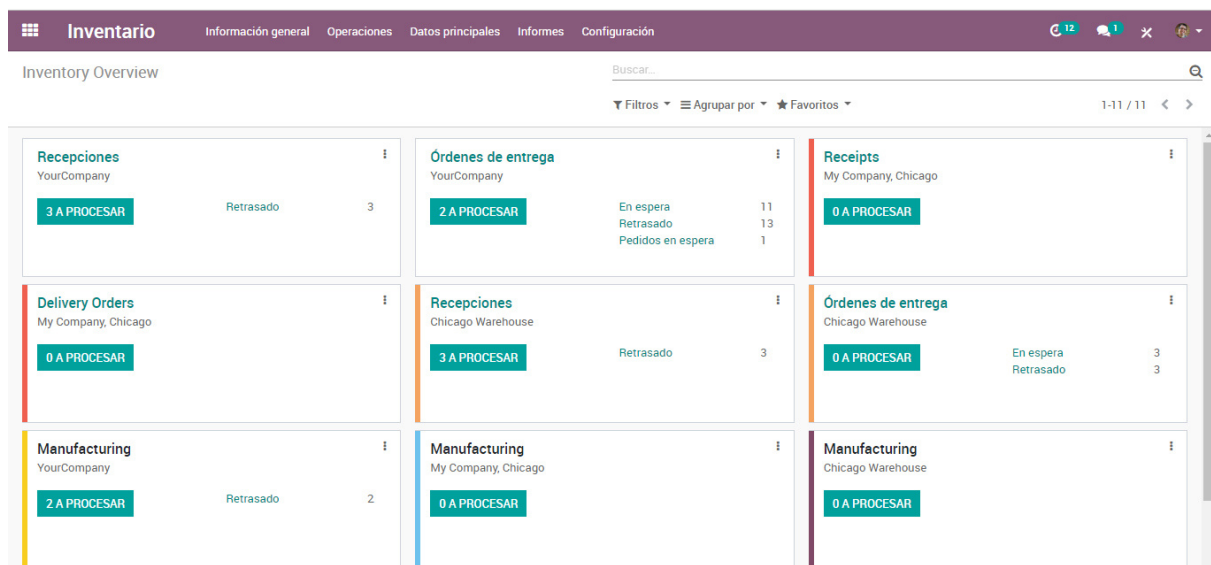 Inventario Información general Operaciones Datos principales Informes Configuración 12 1
Inventory Overview Buscar...
Filtros Agrupar por Favoritos 1-11 / 11
Recepciones
YourCompany
3 A PROCESAR Retrasado 3
Órdenes de entrega
YourCompany
2 A PROCESAR En espera 11
Retrasado 13
Pedidos en espera 1
Receipts
My Company, Chicago
0 A PROCESAR
Delivery Orders
My Company, Chicago
0 A PROCESAR
Recepciones
Chicago Warehouse
3 A PROCESAR Retrasado 3
Órdenes de entrega
Chicago Warehouse
0 A PROCESAR En espera 3
Retrasado 3
Manufacturing
YourCompany
2 A PROCESAR Retrasado 2
Manufacturing
My Company, Chicago
0 A PROCESAR
Manufacturing
Chicago Warehouse
0 A PROCESAR